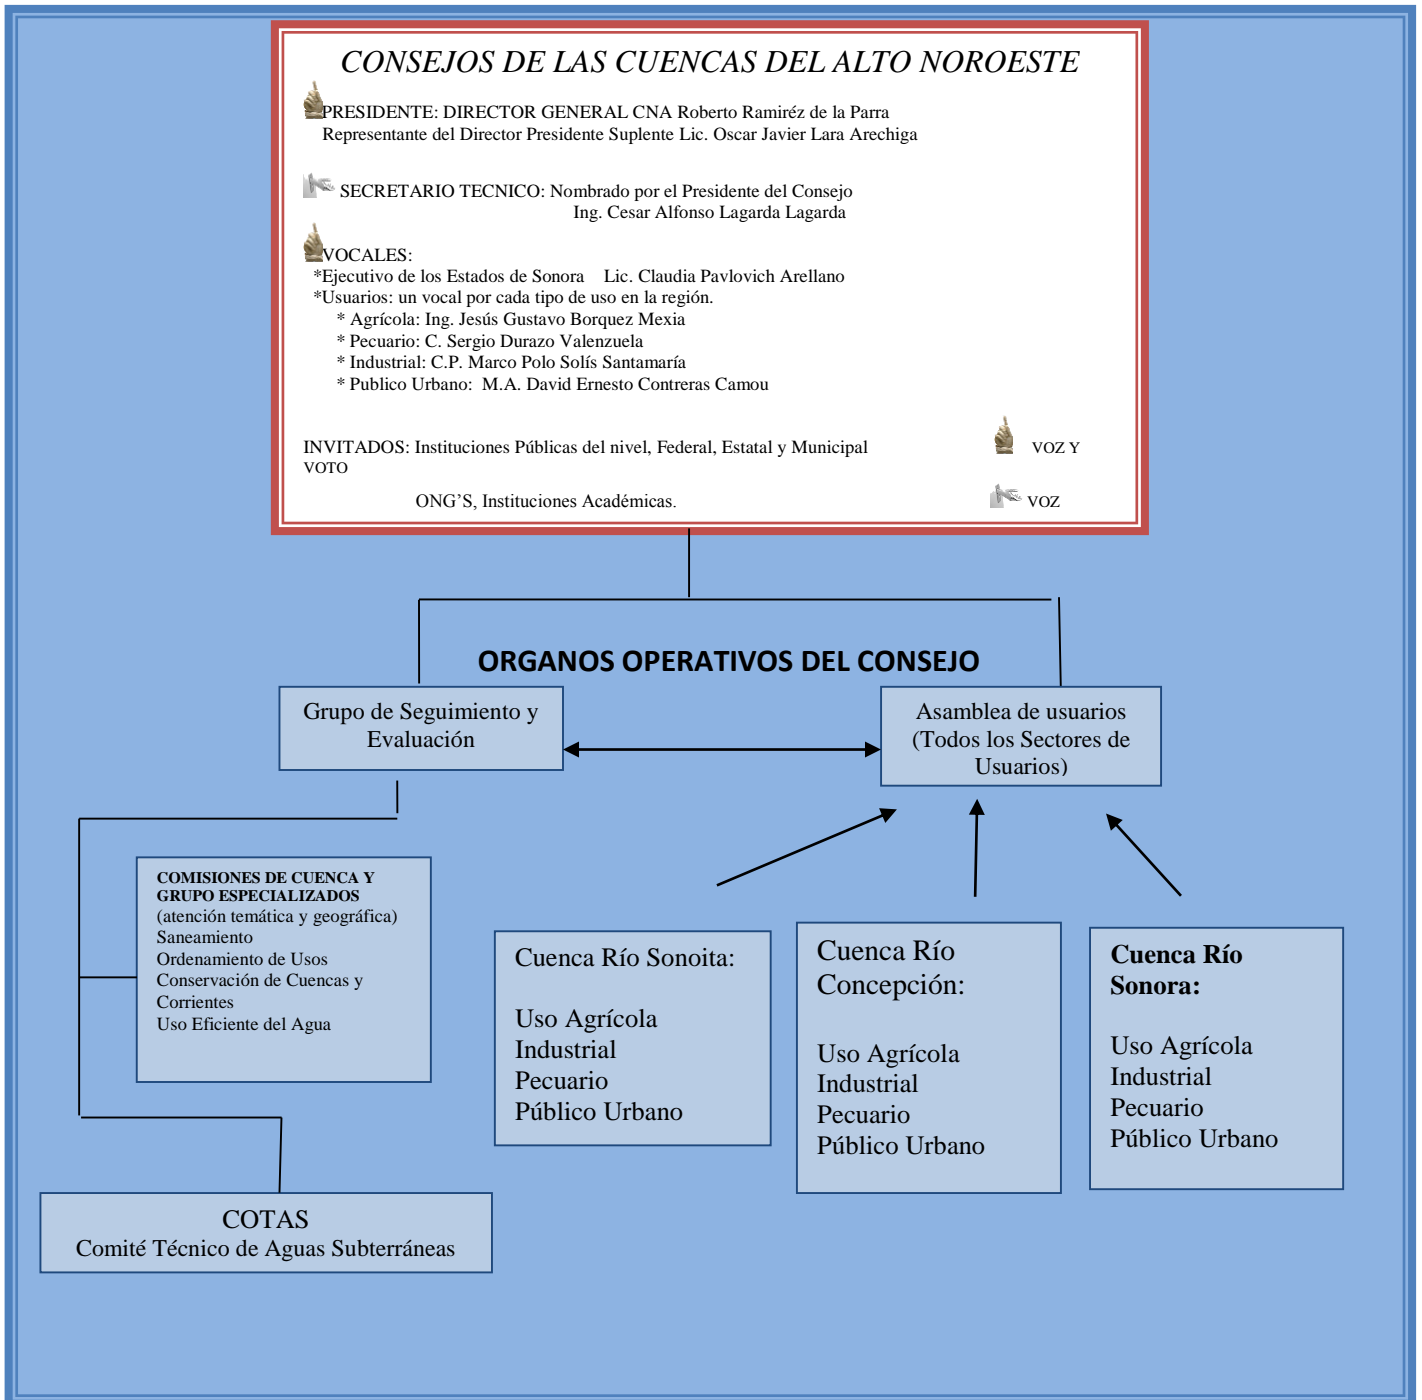 CONSEJOS DE LAS CUENCAS DEL ALTO NOROESTE
PRESIDENTE: DIRECTOR GENERAL CNA Roberto Ramiréz de la Parra
Representante del Director Presidente Suplente Lic. Oscar Javier Lara Arechiga
SECRETARIO TECNICO: Nombrado por el Presidente del Consejo
Ing. Cesar Alfonso Lagarda Lagarda
VOCALES:
*Ejecutivo de los Estados de Sonora Lic. Claudia Pavlovich Arellano
*Usuarios: un vocal por cada tipo de uso en la región.
* Agrícola: Ing. Jesús Gustavo Borquez Mexia
* Pecuario: C. Sergio Durazo Valenzuela
* Industrial: C.P. Marco Polo Solís Santamaría
* Publico Urbano: M.A. David Ernesto Contreras Camou
INVITADOS: Instituciones Públicas del nivel, Federal, Estatal y Municipal VOZ Y
VOTO
ONG'S, Instituciones Académicas. VOZ
ORGANOS OPERATIVOS DEL CONSEJO
Grupo de Seguimiento y
Evaluación
Asamblea de usuarios
(Todos los Sectores de
Usuarios)
COMISIONES DE CUENCA Y
GRUPO ESPECIALIZADOS
(atención temática y geográfica)
Saneamiento
Ordenamiento de Usos
Conservación de Cuencas y
Corrientes
Uso Eficiente del Agua
Cuenca Río Sonoita:
Uso Agrícola
Industrial
Pecuario
Público Urbano
Cuenca Río
Concepción:
Uso Agrícola
Industrial
Pecuario
Público Urbano
Cuenca Río
Sonora:
Uso Agrícola
Industrial
Pecuario
Público Urbano
COTAS
Comité Técnico de Aguas Subterráneas